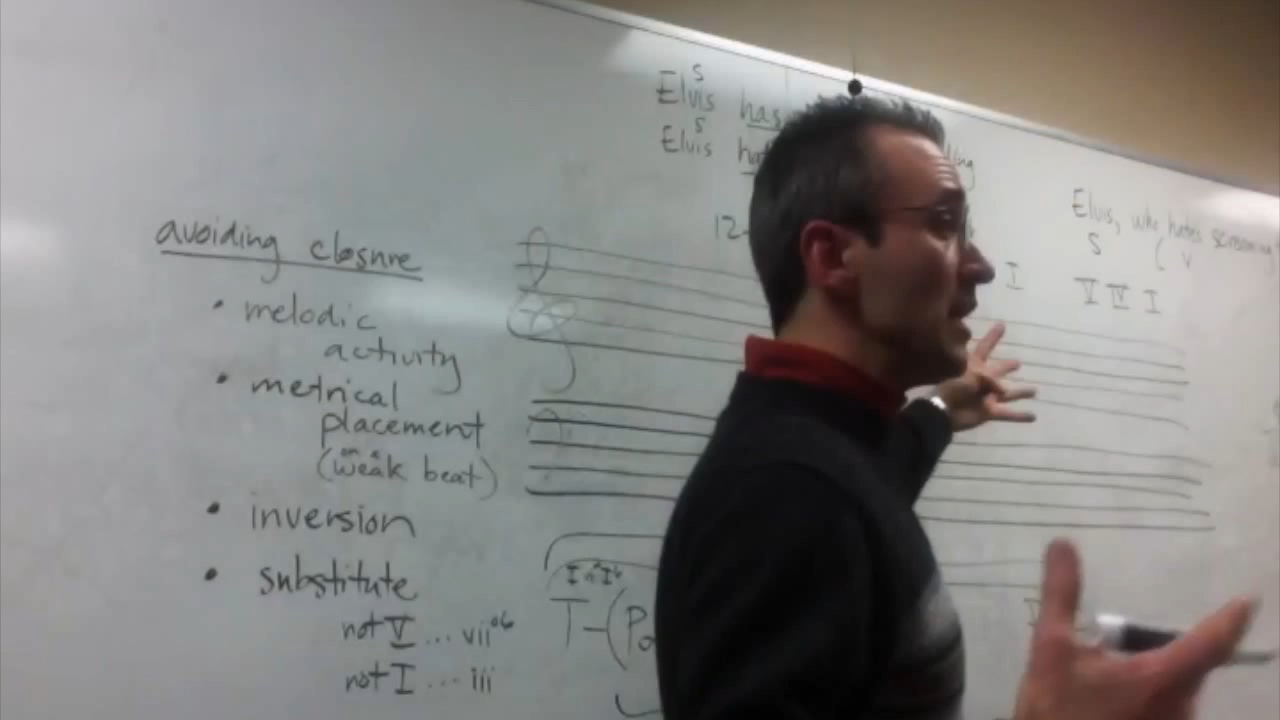 S
Elvis has
S
Elvis
Elvis, who hates screaming
S ( V
12-
I
V IV I
avoiding closure
• melodic
activity
• metrical
placement
(on a weak beat)
• inversion
• substitute
not V ... vii°6
not I ... iii
T-(